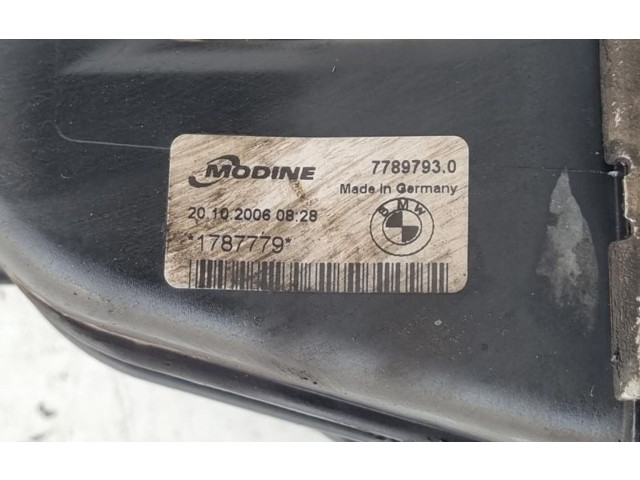 MODINE
7789793.0
Made in Germany
20.10.2006 08:28
BMW
*1787779*